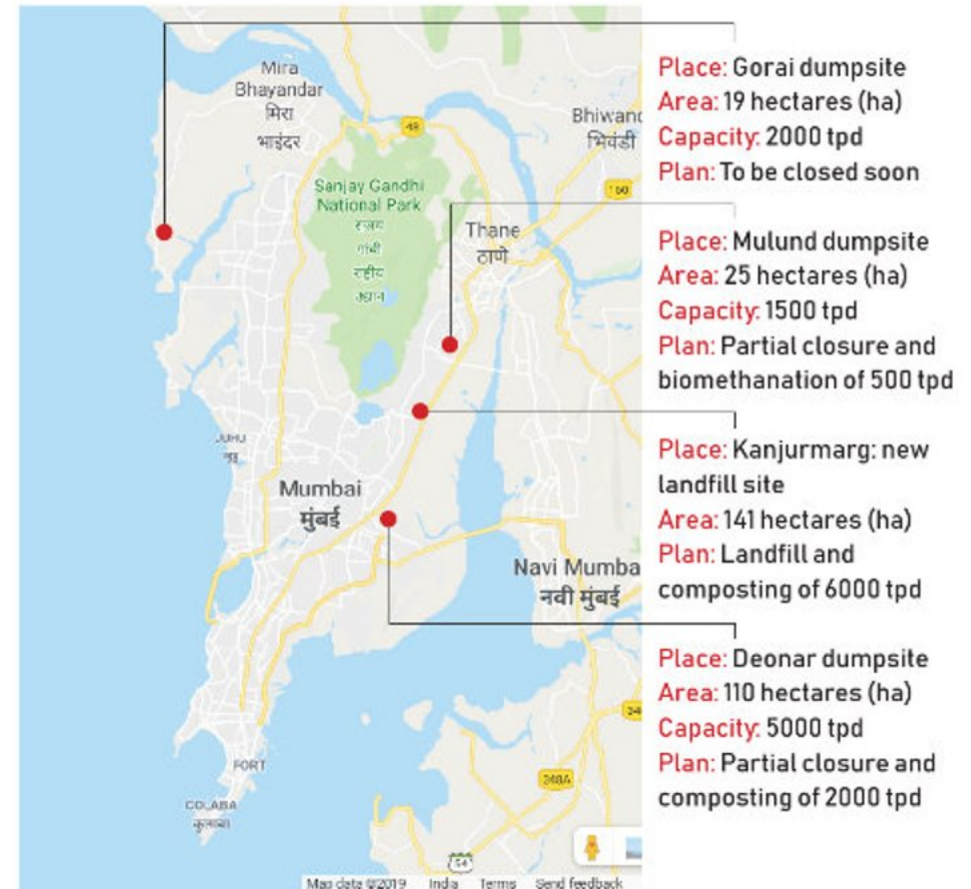 Mira
Bhayandar
मिरा
भाईंदर
49
Bhiwand
भिवंडी
160
Sanjay Gandhi
National Park
गांधी
राष्ट्रीय
Thane
ठाणे
JUHU
Mumbai
मुंबई
Navi Mumba
नवी मुंबई
FORT
COLABA
कुलाबा
348A
54
Map data ©2019 India Terms Send feedback
Place: Gorai dumpsite
Area: 19 hectares (ha)
Capacity: 2000 tpd
Plan: To be closed soon
Place: Mulund dumpsite
Area: 25 hectares (ha)
Capacity: 1500 tpd
Plan: Partial closure and
biomethanation of 500 tpd
Place: Kanjurmarg: new
landfill site
Area: 141 hectares (ha)
Plan: Landfill and
composting of 6000 tpd
Place: Deonar dumpsite
Area: 110 hectares (ha)
Capacity: 5000 tpd
Plan: Partial closure and
composting of 2000 tpd